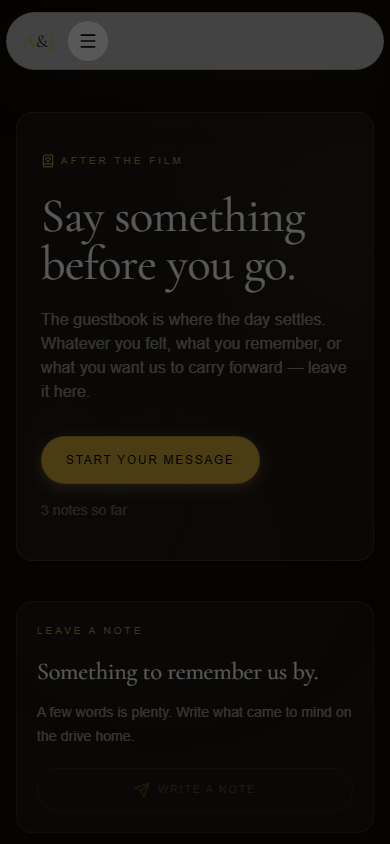 A&J
AFTER THE FILM
Say something
before you go.
The guestbook is where the day settles.
Whatever you felt, what you remember, or
what you want us to carry forward — leave
it here.
START YOUR MESSAGE
3 notes so far
LEAVE A NOTE
Something to remember us by.
A few words is plenty. Write what came to mind on
the drive home.
WRITE A NOTE